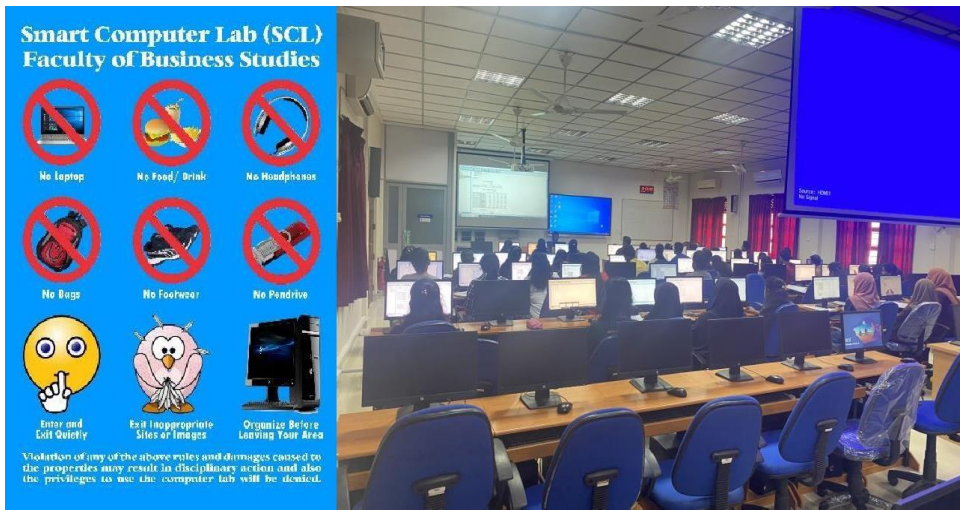 Smart Computer Lab (SCL)
Faculty of Business Studies
No Laptop
No Food/ Drink
No Headphones
No Bags
No Footwear
No Pendrive
Enter and
Exit Quietly
Exit Inappropriate
Sites or Images
Organize Before
Leaving Your Area
Violation of any of the above rules and damages caused to
the properties may result in disciplinary action and also
the privileges to use the computer lab will be denied.
Source: HDMI
No Signal